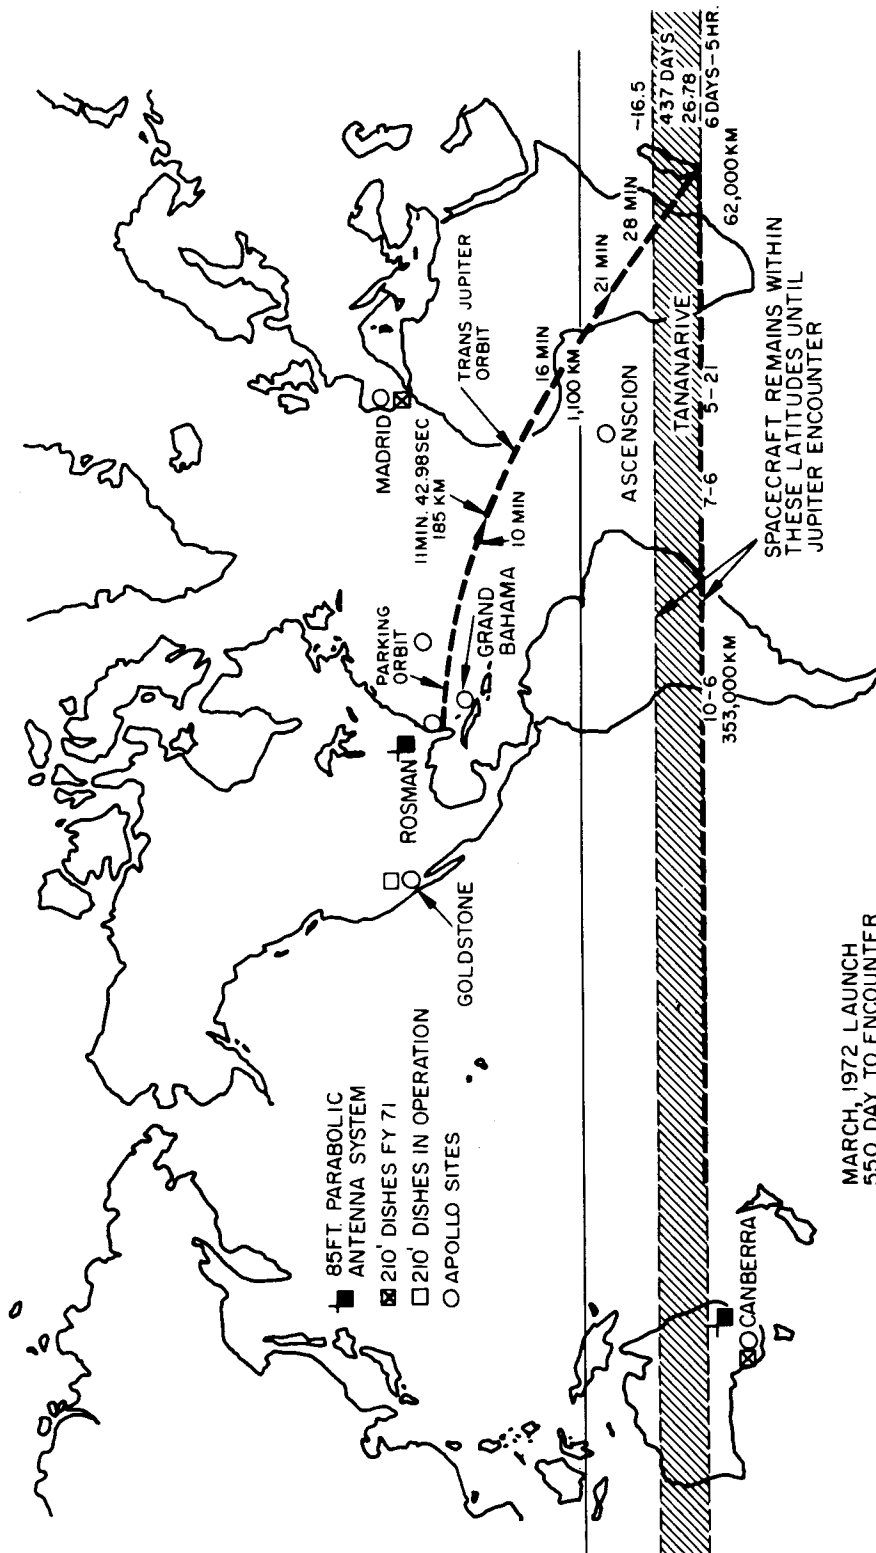 85FT. PARABOLIC
ANTENNA SYSTEM
210' DISHES FY 71
210' DISHES IN OPERATION
APOLLO SITES
GOLDSTONE
ROSMAN
PARKING
ORBIT
GRAND
BAHAMA
11MIN. 42.98SEC
185 KM
10 MIN
MADRID
TRANS JUPITER
ORBIT
16 MIN
1,100 KM
21 MIN
28 MIN
ASCENSCION
TANANARIVE
-16.5
437 DAYS
26.78
6 DAYS-5HR.
62,000KM
5-21
7-6
10-6
353,000KM
SPACECRAFT REMAINS WITHIN
THESE LATITUDES UNTIL
JUPITER ENCOUNTER
CANBERRA
MARCH, 1972 LAUNCH
550 DAY TO ENCOUNTER